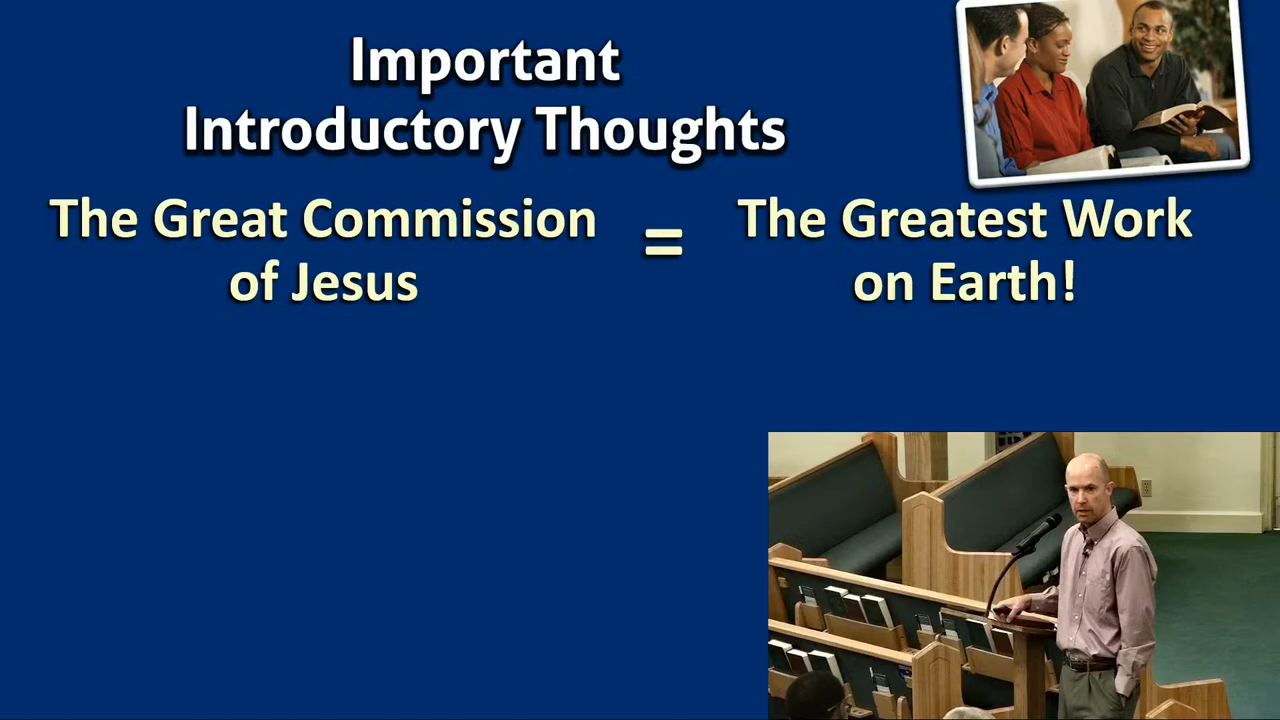 Important
Introductory Thoughts
The Great Commission
of Jesus
=
The Greatest Work
on Earth!